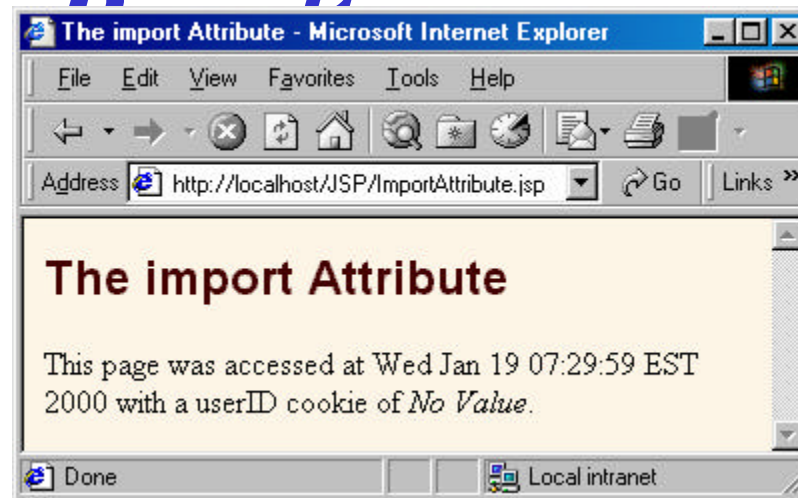 The import Attribute - Microsoft Internet Explorer
File Edit View Favorites Tools Help
Address http://localhost/JSP/ImportAttribute.jsp Go Links »
The import Attribute
This page was accessed at Wed Jan 19 07:29:59 EST
2000 with a userID cookie of No Value.
Done Local intranet